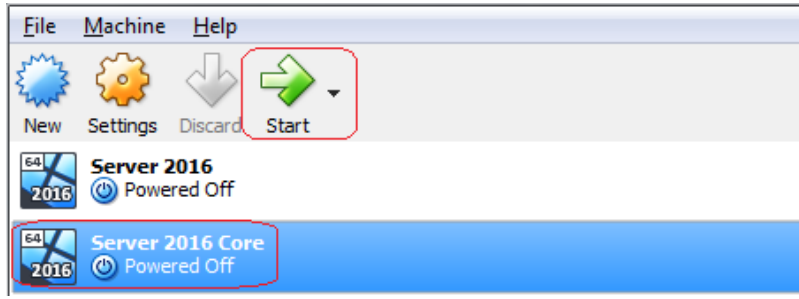 File Machine Help
New Settings Discard Start
64
2016
Server 2016
Powered Off
64
2016
Server 2016 Core
Powered Off